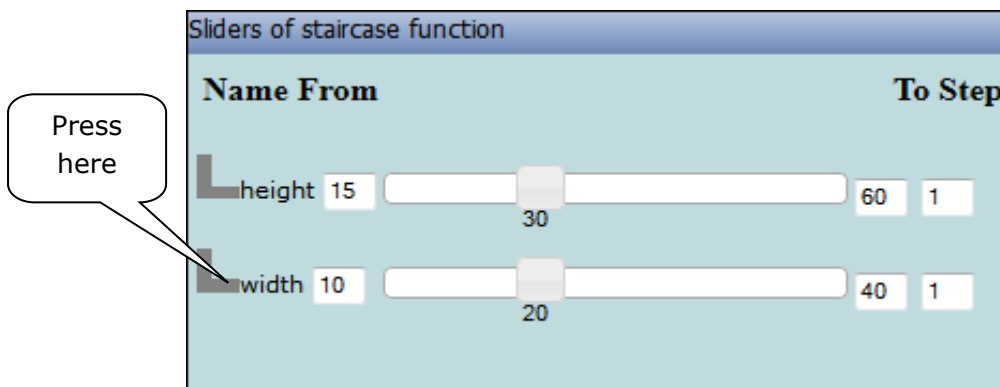 Sliders of staircase function
Name From To Step
Press
here
height 15 60 1
30
width 10 40 1
20